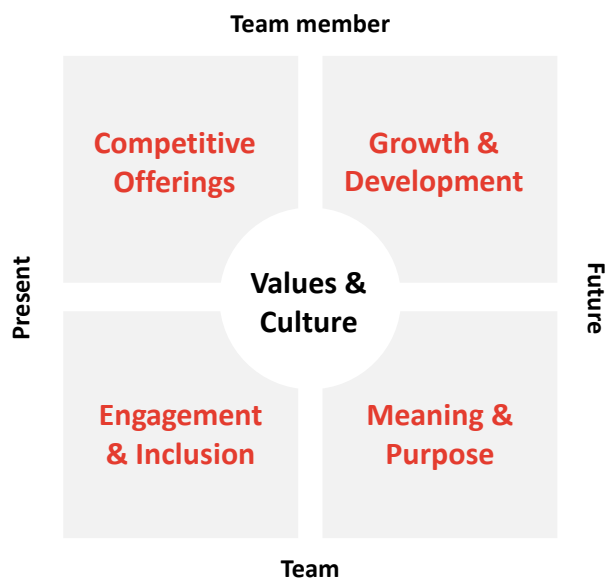 Team member
Competitive
Offerings
Growth &
Development
Present
Values &
Culture
Future
Engagement
& Inclusion
Meaning &
Purpose
Team